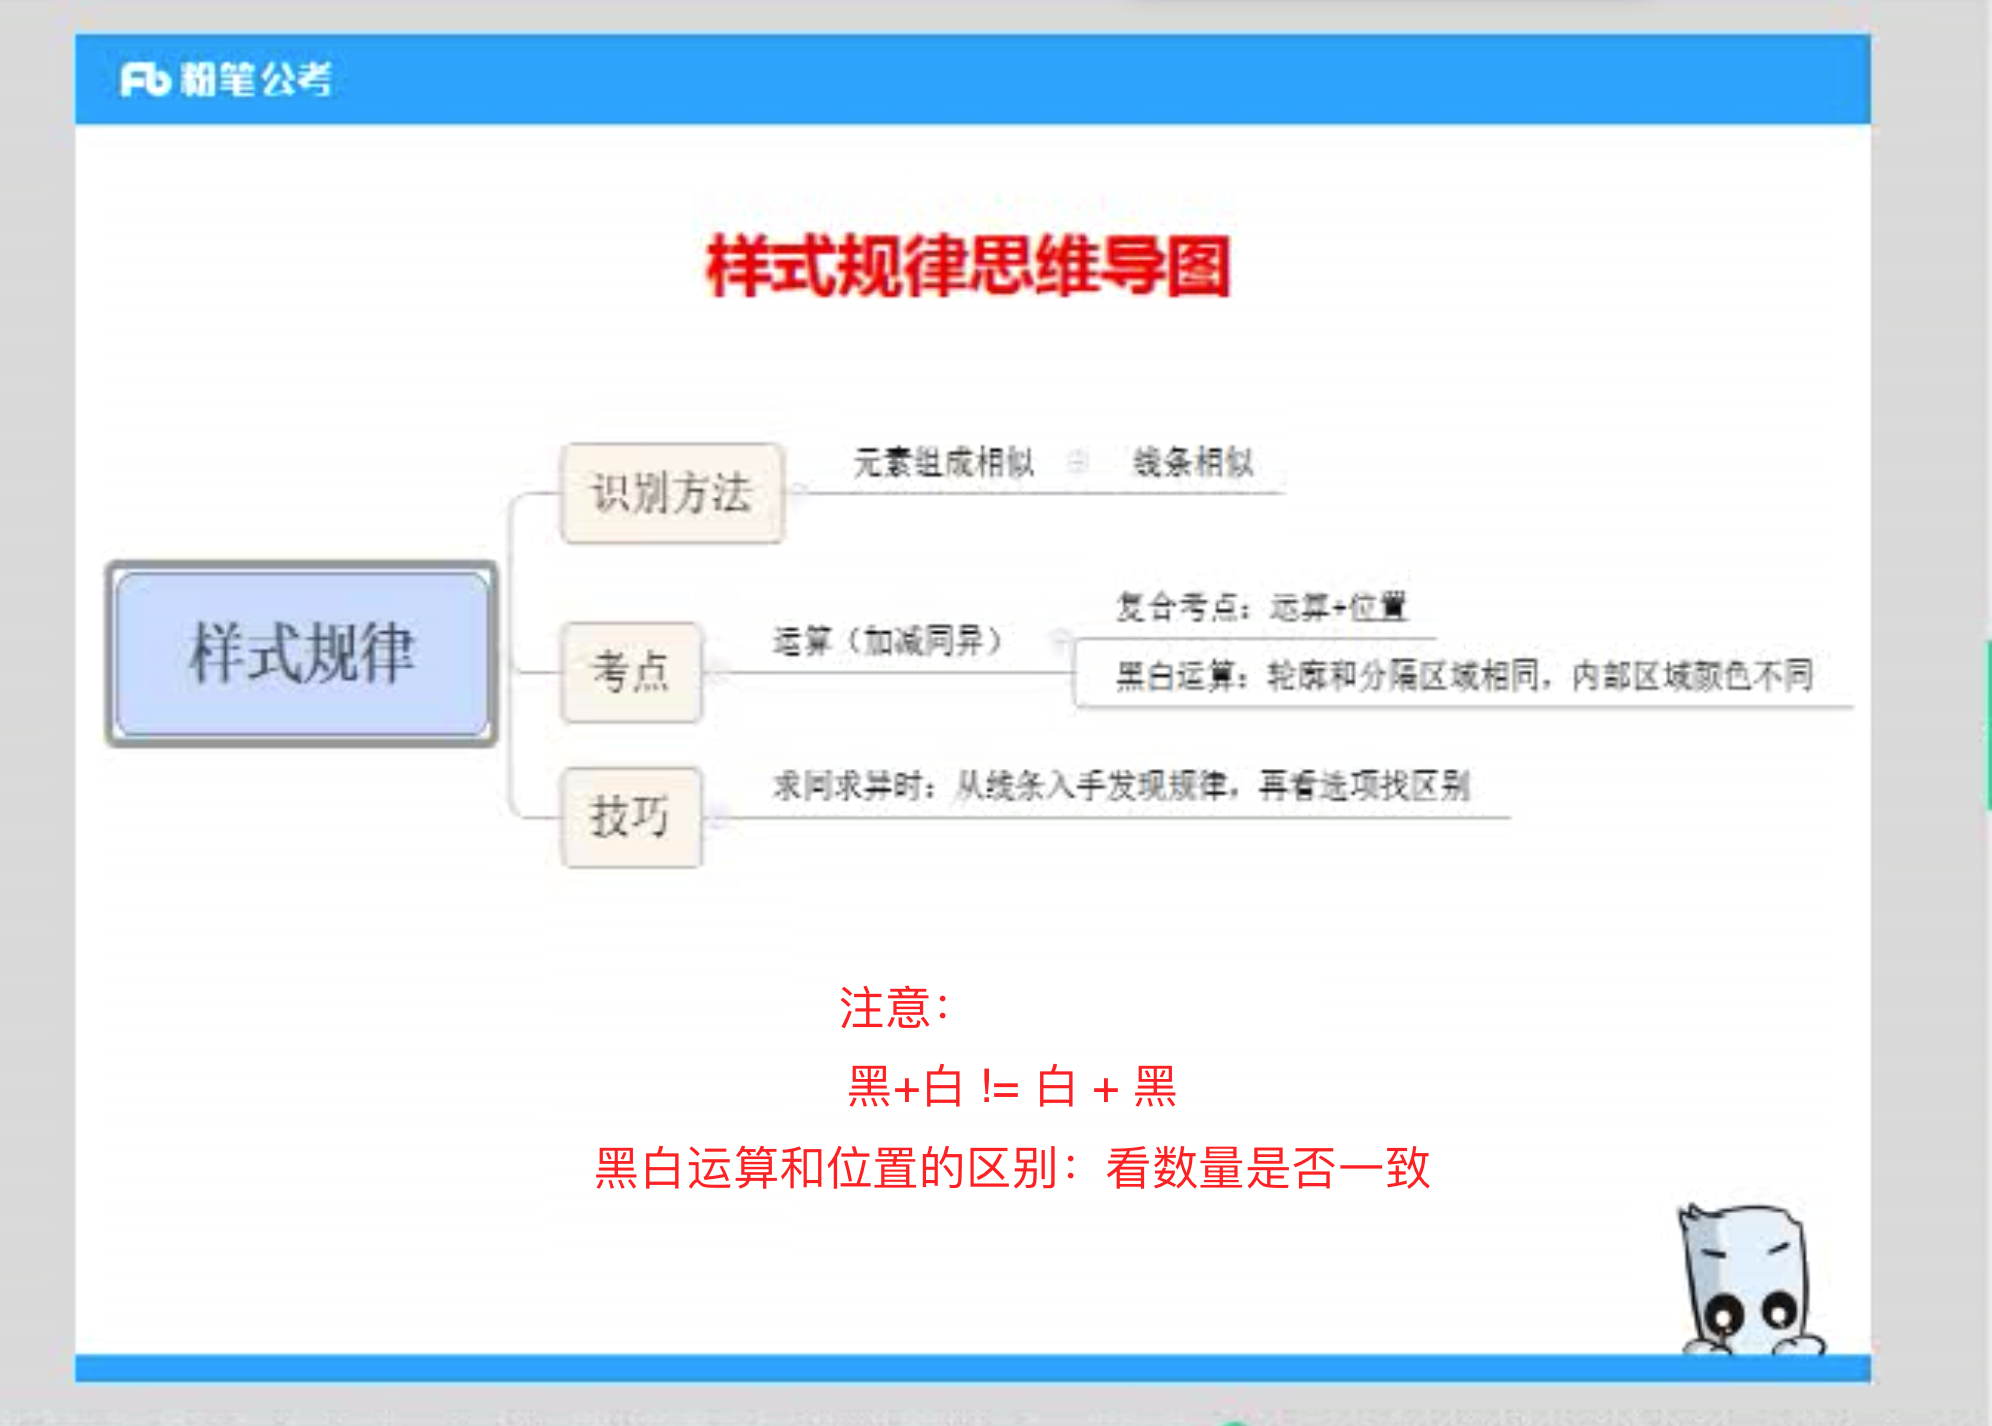 Fb 粉笔公考
样式规律思维导图
样式规律
识别方法
元素组成相似
线条相似
考点
运算（加减同异）
复合考点：运算+位置
黑白运算：轮廓和分隔区域相同，内部区域颜色不同
技巧
求同求异时：从线条入手发现规律，再看选项找区别
注意：
黑+白 != 白 + 黑
黑白运算和位置的区别：看数量是否一致